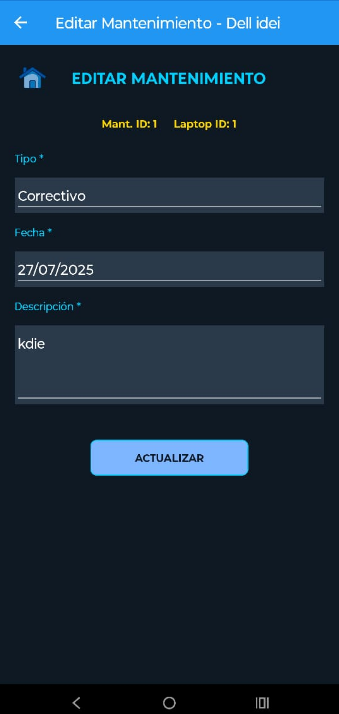 Editar Mantenimiento - Dell idei
EDITAR MANTENIMIENTO
Mant. ID: 1 Laptop ID: 1
Tipo *
Correctivo
Fecha *
27/07/2025
Descripción *
kdie
ACTUALIZAR